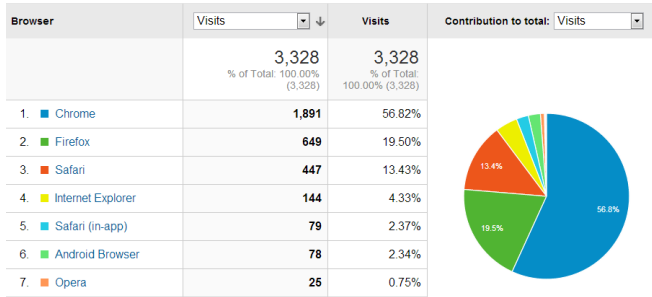 Browser Visits Visits Contribution to total: Visits
3,328 3,328
% of Total: 100.00% % of Total:
(3,328) 100.00% (3,328)
1. Chrome 1,891 56.82%
2. Firefox 649 19.50%
3. Safari 447 13.43%
4. Internet Explorer 144 4.33%
5. Safari (in-app) 79 2.37%
6. Android Browser 78 2.34%
7. Opera 25 0.75%
13.4%
56.8%
19.5%